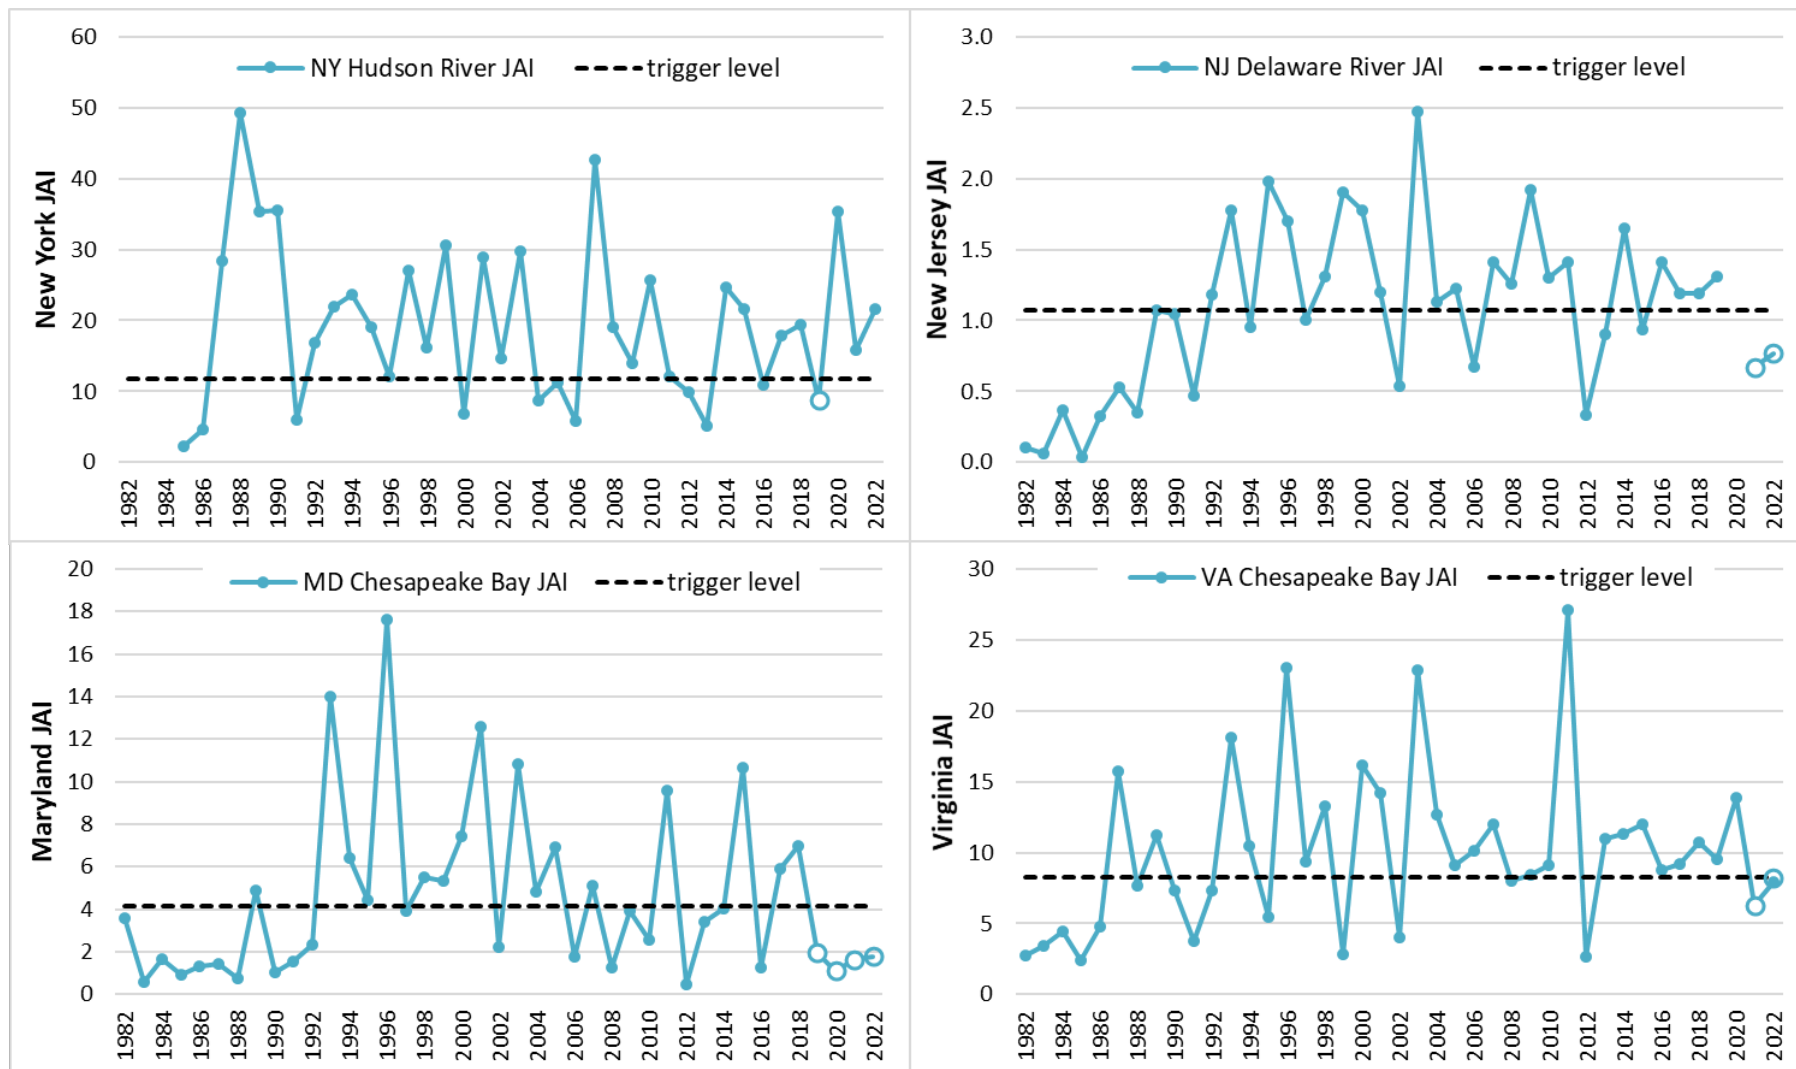 60
50
40
30
20
10
0
New York JAI
NY Hudson River JAI trigger level
1982 1984 1986 1988 1990 1992 1994 1996 1998 2000 2002 2004 2006 2008 2010 2012 2014 2016 2018 2020 2022
3.0
2.5
2.0
1.5
1.0
0.5
0.0
New Jersey JAI
NJ Delaware River JAI trigger level
1982 1984 1986 1988 1990 1992 1994 1996 1998 2000 2002 2004 2006 2008 2010 2012 2014 2016 2018 2020 2022
20
18
16
14
12
10
8
6
4
2
0
Maryland JAI
MD Chesapeake Bay JAI trigger level
1982 1984 1986 1988 1990 1992 1994 1996 1998 2000 2002 2004 2006 2008 2010 2012 2014 2016 2018 2020 2022
30
25
20
15
10
5
0
Virginia JAI
VA Chesapeake Bay JAI trigger level
1982 1984 1986 1988 1990 1992 1994 1996 1998 2000 2002 2004 2006 2008 2010 2012 2014 2016 2018 2020 2022